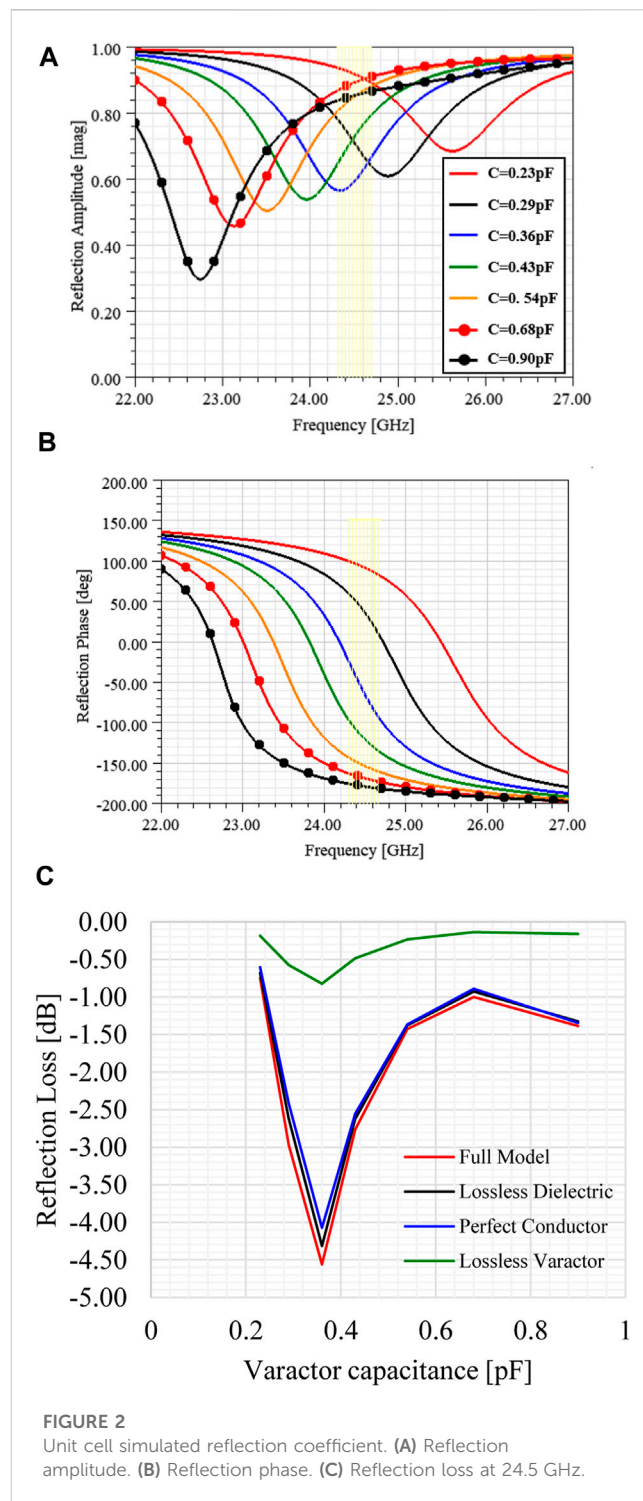 A
1.00
0.80
0.60
0.40
0.20
0.00
Reflection Amplitude [mag]
C=0.23pF
C=0.29pF
C=0.36pF
C=0.43pF
C=0. 54pF
C=0.68pF
C=0.90pF
22.00 23.00 24.00 25.00 26.00 27.00
Frequency [GHz]
B
200.00
150.00
100.00
50.00
0.00
-50.00
-100.00
-150.00
-200.00
Reflection Phase [deg]
22.00 23.00 24.00 25.00 26.00 27.00
Frequency [GHz]
C
0.00
-0.50
-1.00
-1.50
-2.00
-2.50
-3.00
-3.50
-4.00
-4.50
-5.00
Reflection Loss [dB]
Full Model
Lossless Dielectric
Perfect Conductor
Lossless Varactor
0 0.2 0.4 0.6 0.8 1
Varactor capacitance [pF]
FIGURE 2
Unit cell simulated reflection coefficient. (A) Reflection
amplitude. (B) Reflection phase. (C) Reflection loss at 24.5 GHz.